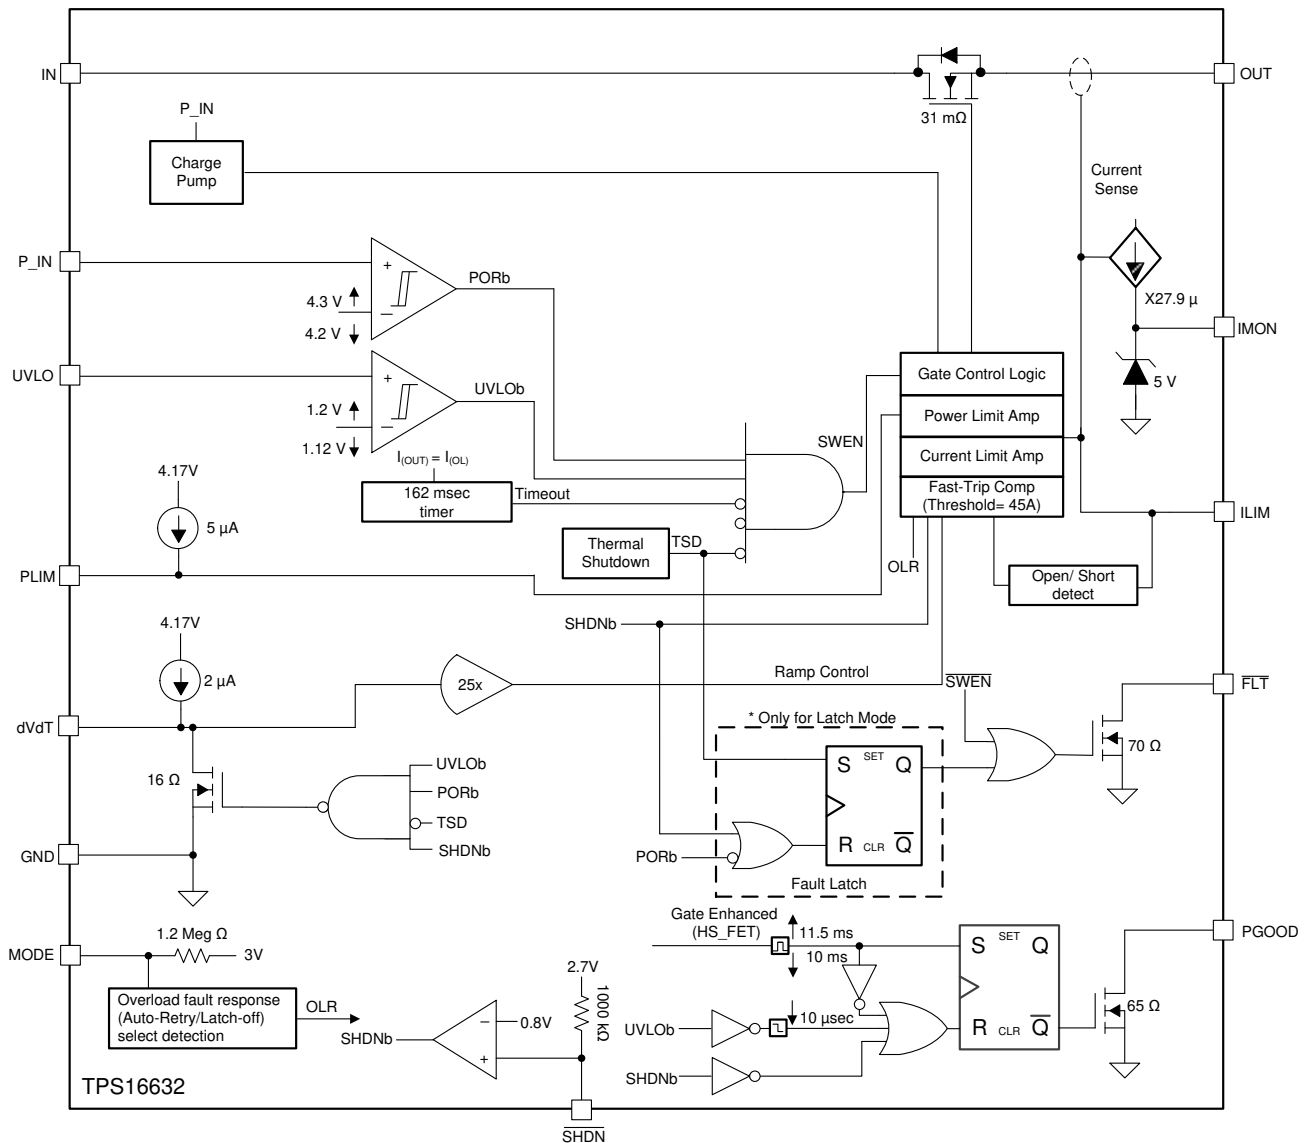 IN
OUT
P_IN
31 mΩ
Charge
Pump
Current
Sense
P_IN
PORb
+
4.3 V
−
4.2 V
X27.9 µ
IMON
UVLO
+
UVLOb
1.2 V
−
1.12 V
5 V
Gate Control Logic
Power Limit Amp
Current Limit Amp
Fast-Trip Comp
(Threshold= 45A)
SWEN
I(OUT) = I(OL)
162 msec
timer
Timeout
4.17V
5 µA
ILIM
Thermal
Shutdown
TSD
OLR
Open/ Short
detect
PLIM
SHDNb
4.17V
2 µA
25x
Ramp Control
SWEN
FLT
dVdT
* Only for Latch Mode
S
SET
Q
70 Ω
16 Ω
UVLOb
PORb
TSD
SHDNb
R
CLR
Q
PORb
GND
Fault Latch
Gate Enhanced
(HS_FET)
11.5 ms
10 ms
S
SET
Q
PGOOD
MODE
1.2 Meg Ω
3V
2.7V
1000 kΩ
Overload fault response
(Auto-Retry/Latch-off)
select detection
OLR
SHDNb
−
0.8V
+
UVLOb
10 µsec
R
CLR
Q
65 Ω
SHDNb
TPS16632
SHDN